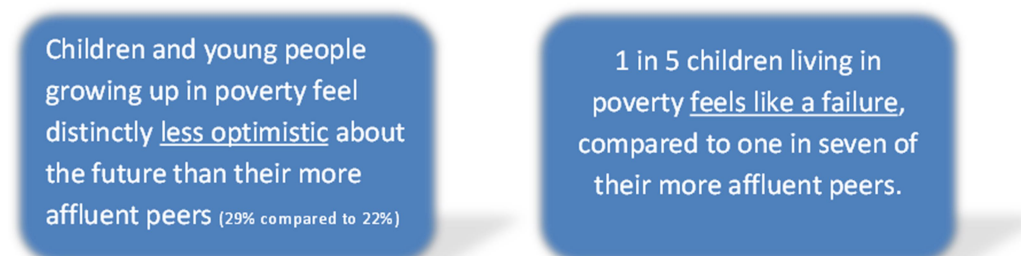 Children and young people
growing up in poverty feel
distinctly less optimistic about
the future than their more
affluent peers (29% compared to 22%)
1 in 5 children living in
poverty feels like a failure,
compared to one in seven of
their more affluent peers.